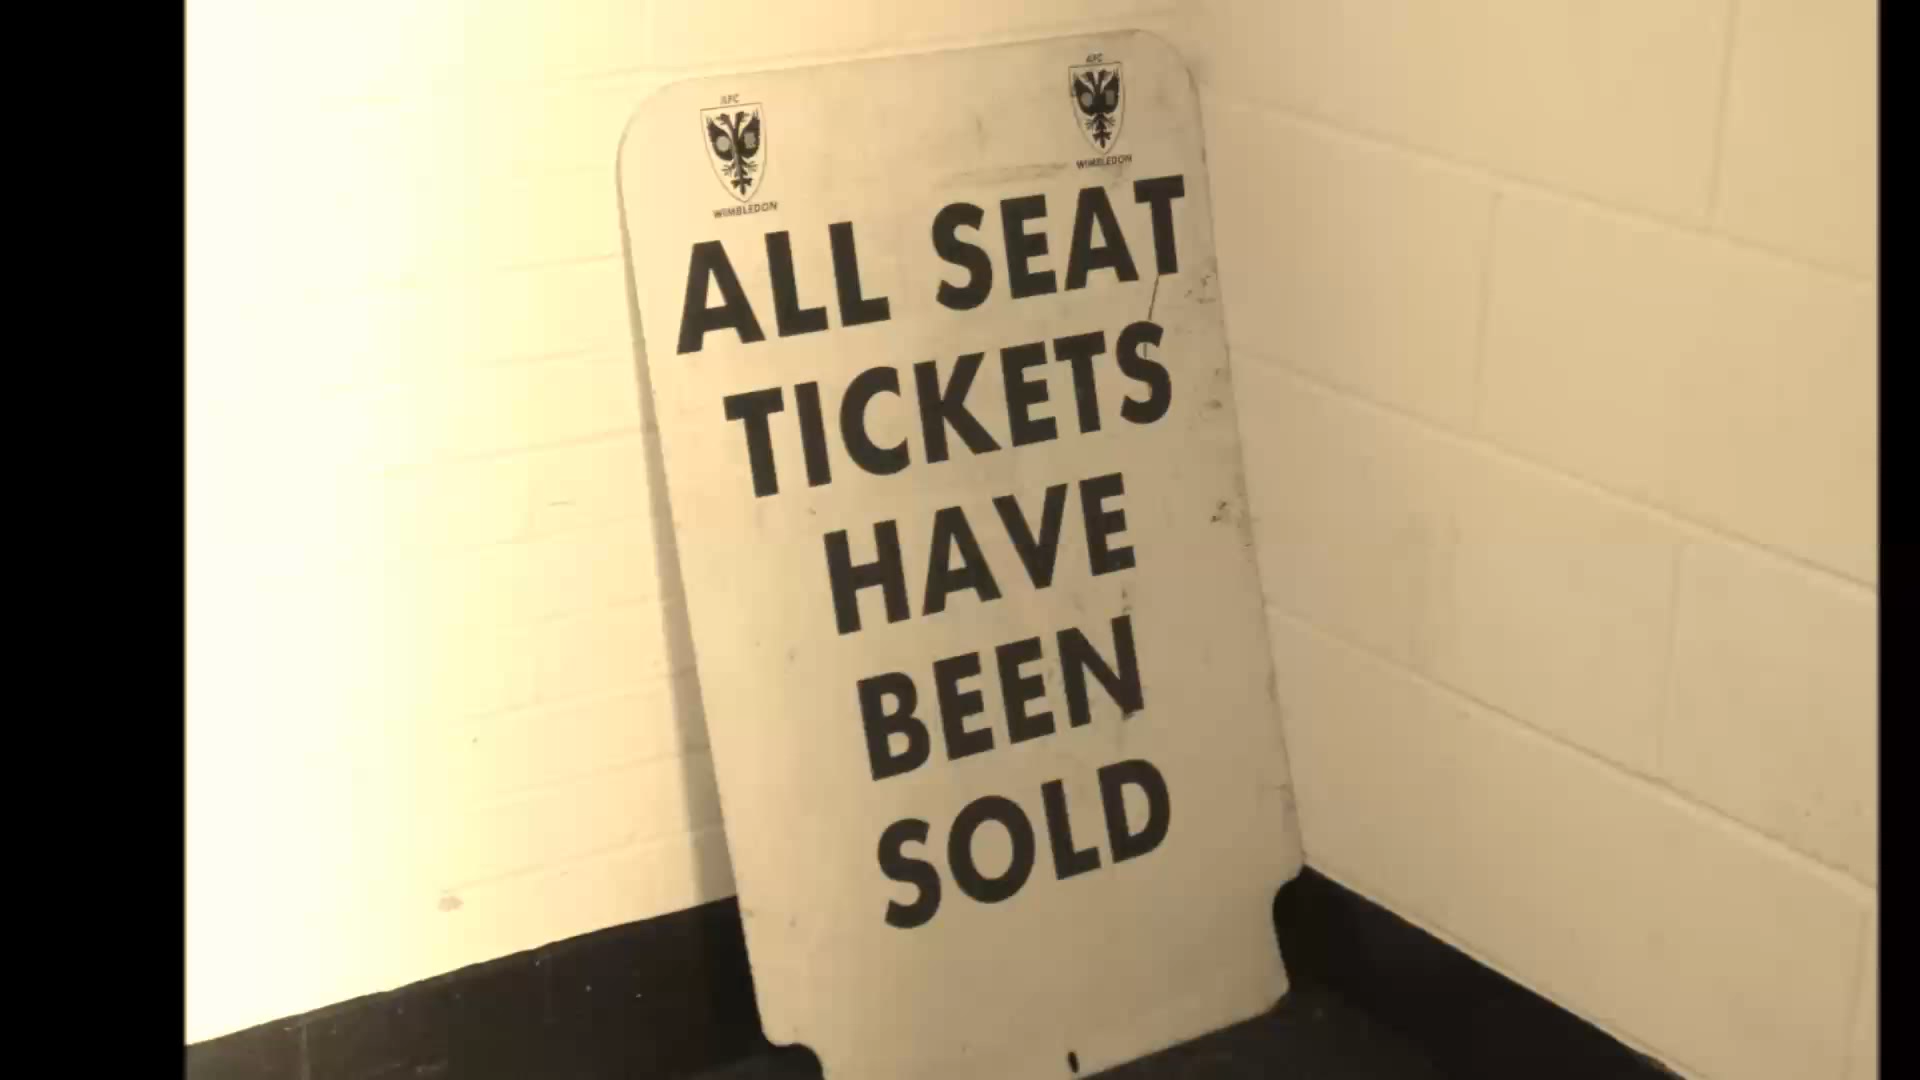 AFC
WIMBLEDON
AFC
WIMBLEDON
ALL SEAT
TICKETS
HAVE
BEEN
SOLD